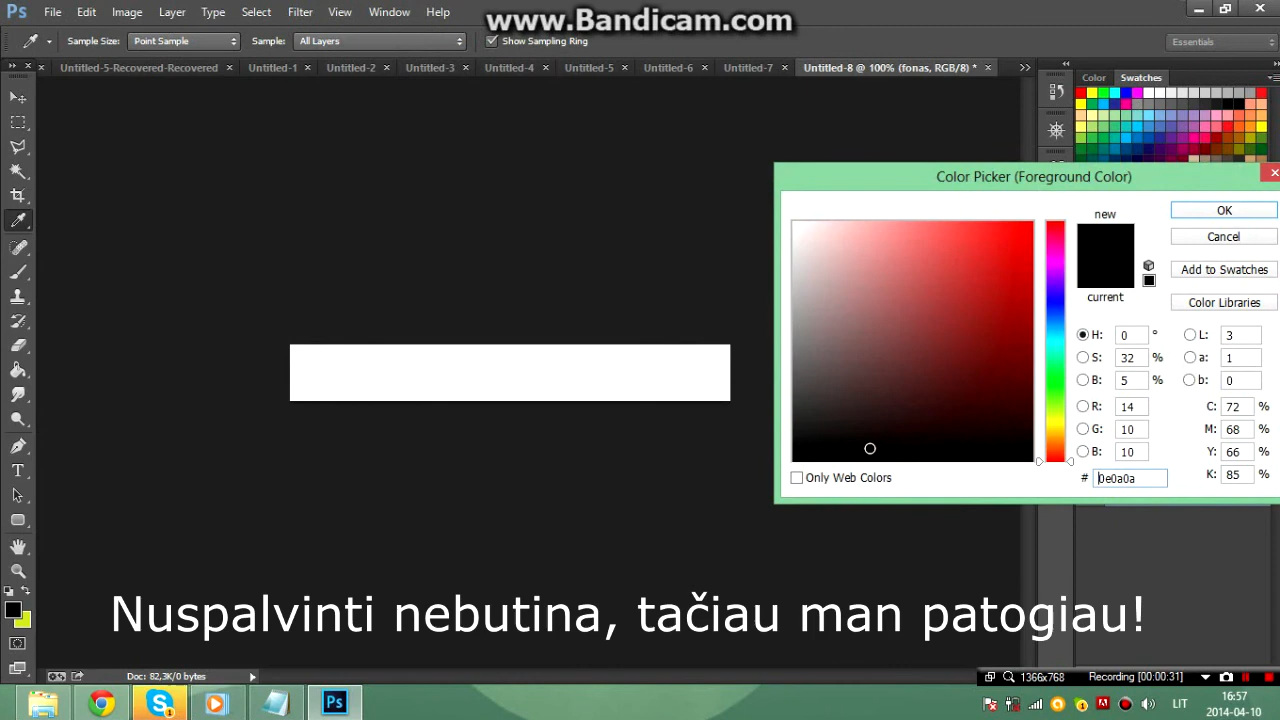 Ps File Edit Image Layer Type Select Filter View Window Help
www.Bandicam.com
Sample Size: Point Sample Sample: All Layers Show Sampling Ring Essentials
Untitled-5-Recovered-Recovered × Untitled-1 × Untitled-2 × Untitled-3 × Untitled-4 × Untitled-5 × Untitled-6 × Untitled-7 × Untitled-8 @ 100% (fonas, RGB/8) * ×
Color Swatches
Color Picker (Foreground Color)
new
OK
Cancel
Add to Swatches
current
Color Libraries
H: 0 ° L: 3
S: 32 % a: 1
B: 5 % b: 0
R: 14 C: 72 %
G: 10 M: 68 %
B: 10 Y: 66 %
# 0e0a0a K: 85 %
Only Web Colors
Nuspalvinti nebutina, tačiau man patogiau!
Doc: 82,3K/0 bytes
1366x768 Recording [00:00:31]
Ps
LIT
16:57
2014-04-10